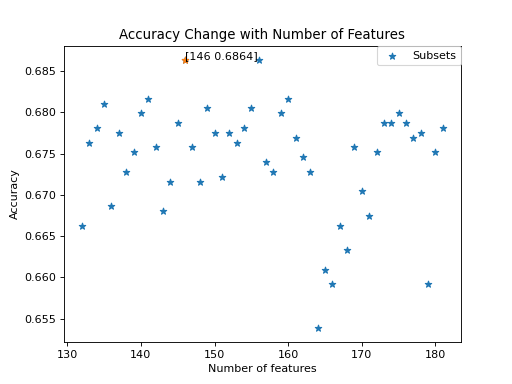 Accuracy Change with Number of Features
[146 0.6864]
Subsets
0.685
0.680
0.675
0.670
0.665
0.660
0.655
Accuracy
130 140 150 160 170 180
Number of features